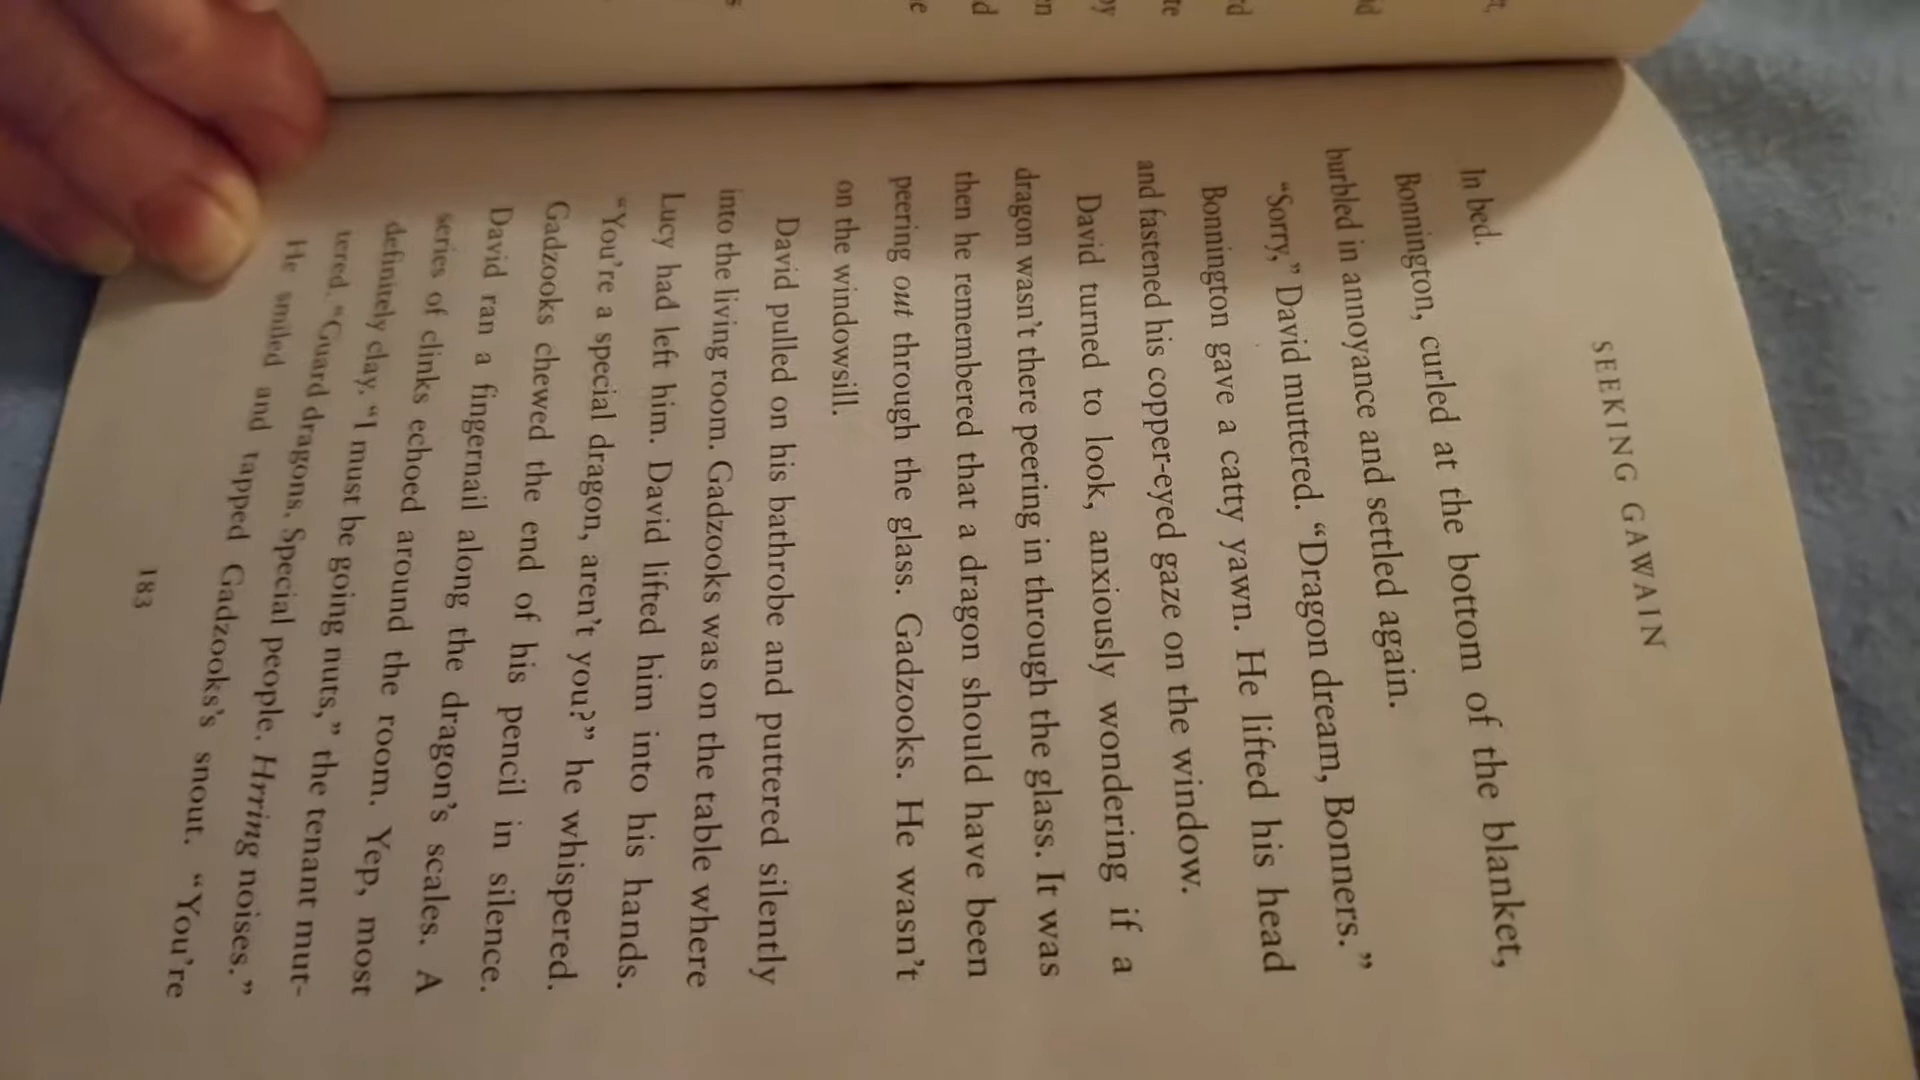 SEEKING GAWAIN
In bed.
Bonnington, curled at the bottom of the blanket,
burbled in annoyance and settled again.
“Sorry,” David muttered. “Dragon dream, Bonners.”
Bonnington gave a catty yawn. He lifted his head
and fastened his copper-eyed gaze on the window.
David turned to look, anxiously wondering if a
dragon wasn’t there peering in through the glass. It was
then he remembered that a dragon should have been
peering out through the glass. Gadzooks. He wasn’t
on the windowsill.
David pulled on his bathrobe and puttered silently
into the living room. Gadzooks was on the table where
Lucy had left him. David lifted him into his hands.
“You’re a special dragon, aren’t you?” he whispered.
Gadzooks chewed the end of his pencil in silence.
David ran a fingernail along the dragon’s scales. A
series of clinks echoed around the room. Yep, most
definitely clay. “I must be going nuts,” the tenant mut-
tered. “Guard dragons. Special people. Hrring noises.”
He smiled and tapped Gadzooks’s snout. “You’re
183